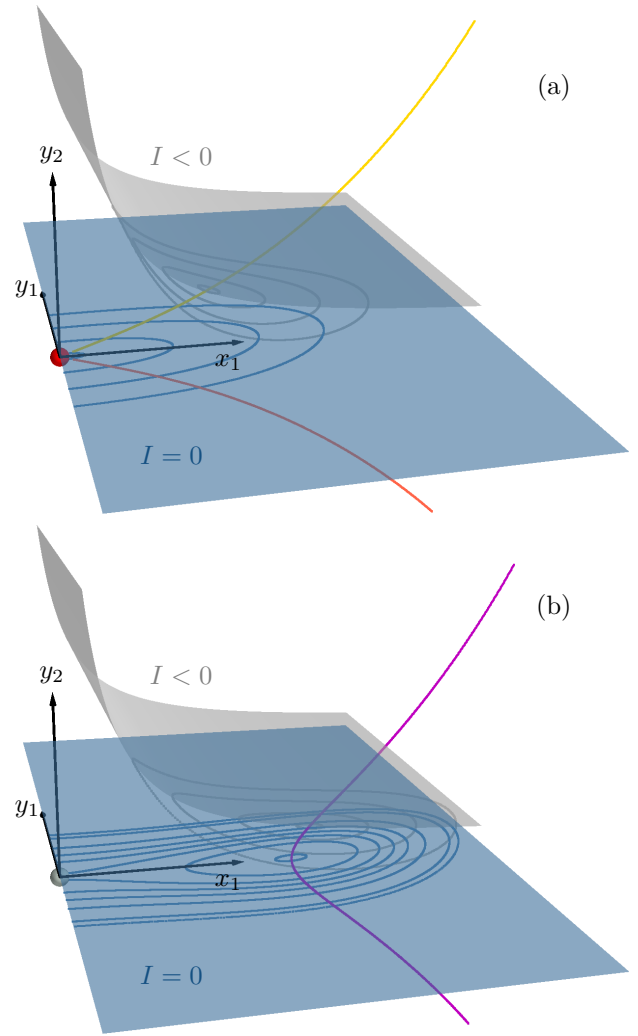 (a)
I < 0
y₂
y₁
x₁
I = 0
(b)
I < 0
y₂
y₁
x₁
I = 0